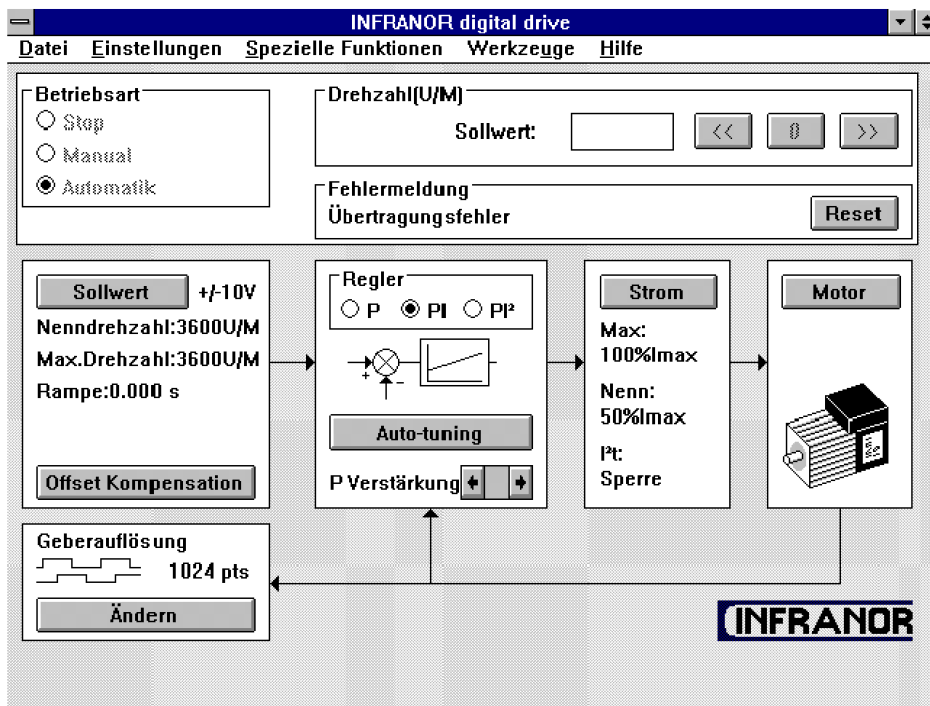 INFRANOR digital drive
Datei Einstellungen Spezielle Funktionen Werkzeuge Hilfe
Betriebsart
Stop
Manual
Automatik
Drehzahl(U/M)
Sollwert: << 0 >>
Fehlermeldung
Übertragungsfehler Reset
Sollwert +/-10V
Nenndrehzahl:3600U/M
Max.Drehzahl:3600U/M
Rampe:0.000 s
Offset Kompensation
Regler
P PI PI²
+ -
Auto-tuning
P Verstärkung
Strom
Max:
100%Imax
Nenn:
50%Imax
I²t:
Sperre
Motor
Geberauflösung
1024 pts
Ändern
INFRANOR